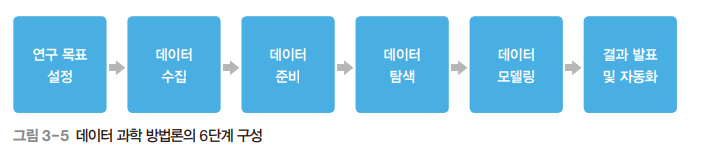 연구 목표
설정
데이터
수집
데이터
준비
데이터
탐색
데이터
모델링
결과 발표
및 자동화
그림 3-5 데이터 과학 방법론의 6단계 구성